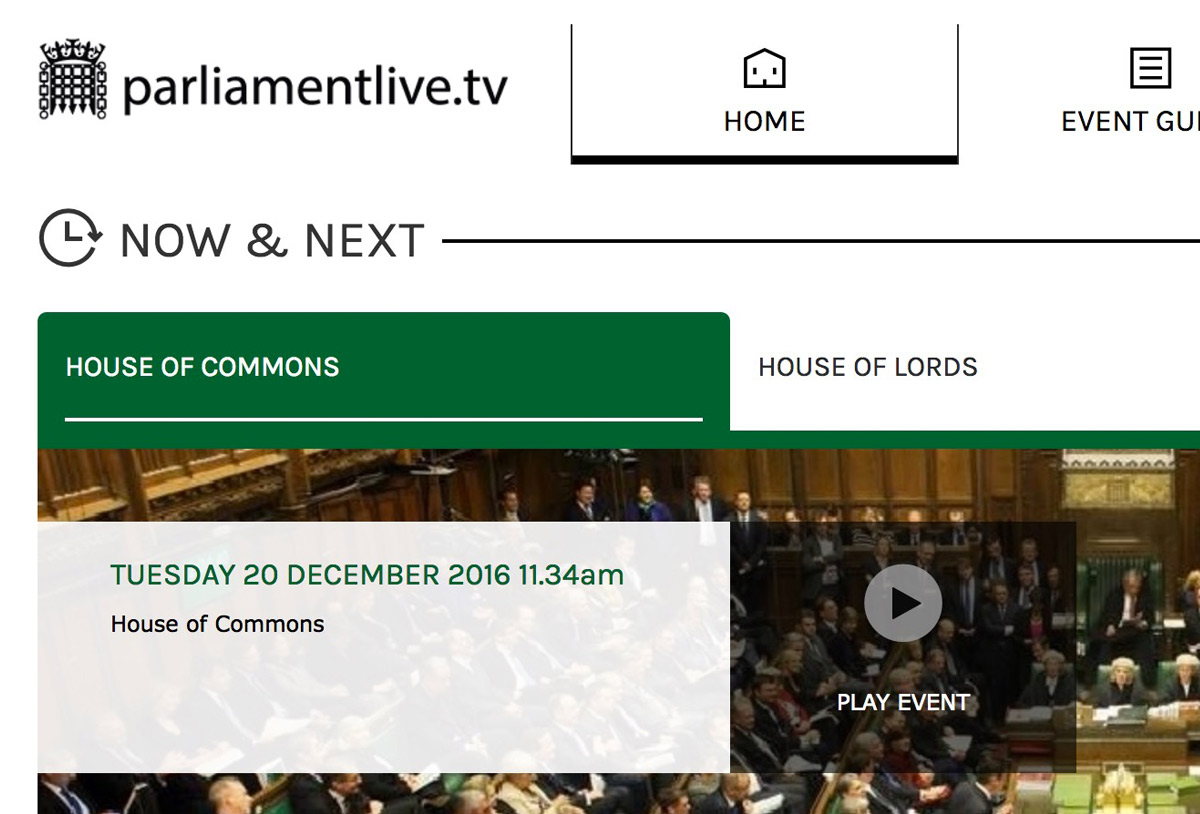 parliamentlive.tv
HOME
EVENT GUI
NOW & NEXT
HOUSE OF COMMONS
HOUSE OF LORDS
TUESDAY 20 DECEMBER 2016 11.34am
House of Commons
PLAY EVENT